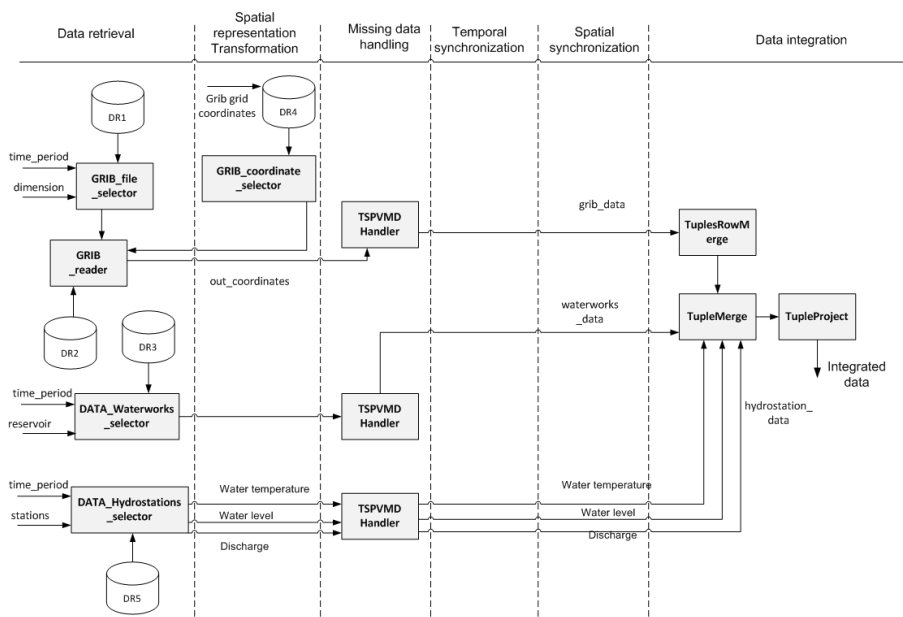 Data retrieval
Spatial
representation
Transformation
Missing data
handling
Temporal
synchronization
Spatial
synchronization
Data integration
DR1
Grib grid
coordinates
DR4
time_period
dimension
GRIB_file
_selector
GRIB_coordinate
_selector
TSPVMD
Handler
grib_data
TuplesRowM
erge
GRIB
_reader
out_coordinates
waterworks
_data
TupleMerge
TupleProject
DR2
DR3
Integrated
data
time_period
reservoir
DATA_Waterworks
_selector
TSPVMD
Handler
hydrostation_
data
time_period
stations
DATA_Hydrostations
_selector
Water temperature
Water level
Discharge
TSPVMD
Handler
Water temperature
Water level
Discharge
DR5